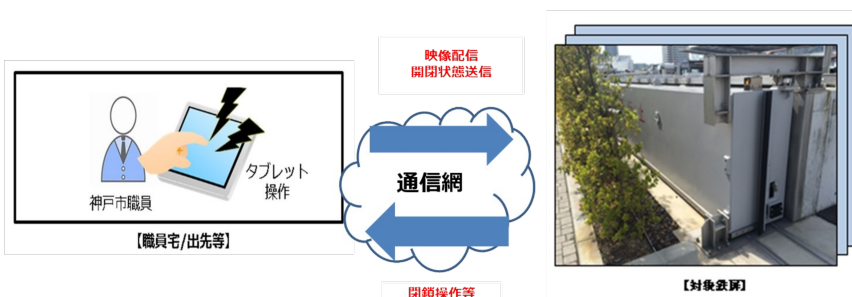 映像配信
開閉状態送信
タブレット
操作
神戸市職員
【職員宅/出先等】
通信網
閉鎖操作等
【対象鉄扉】